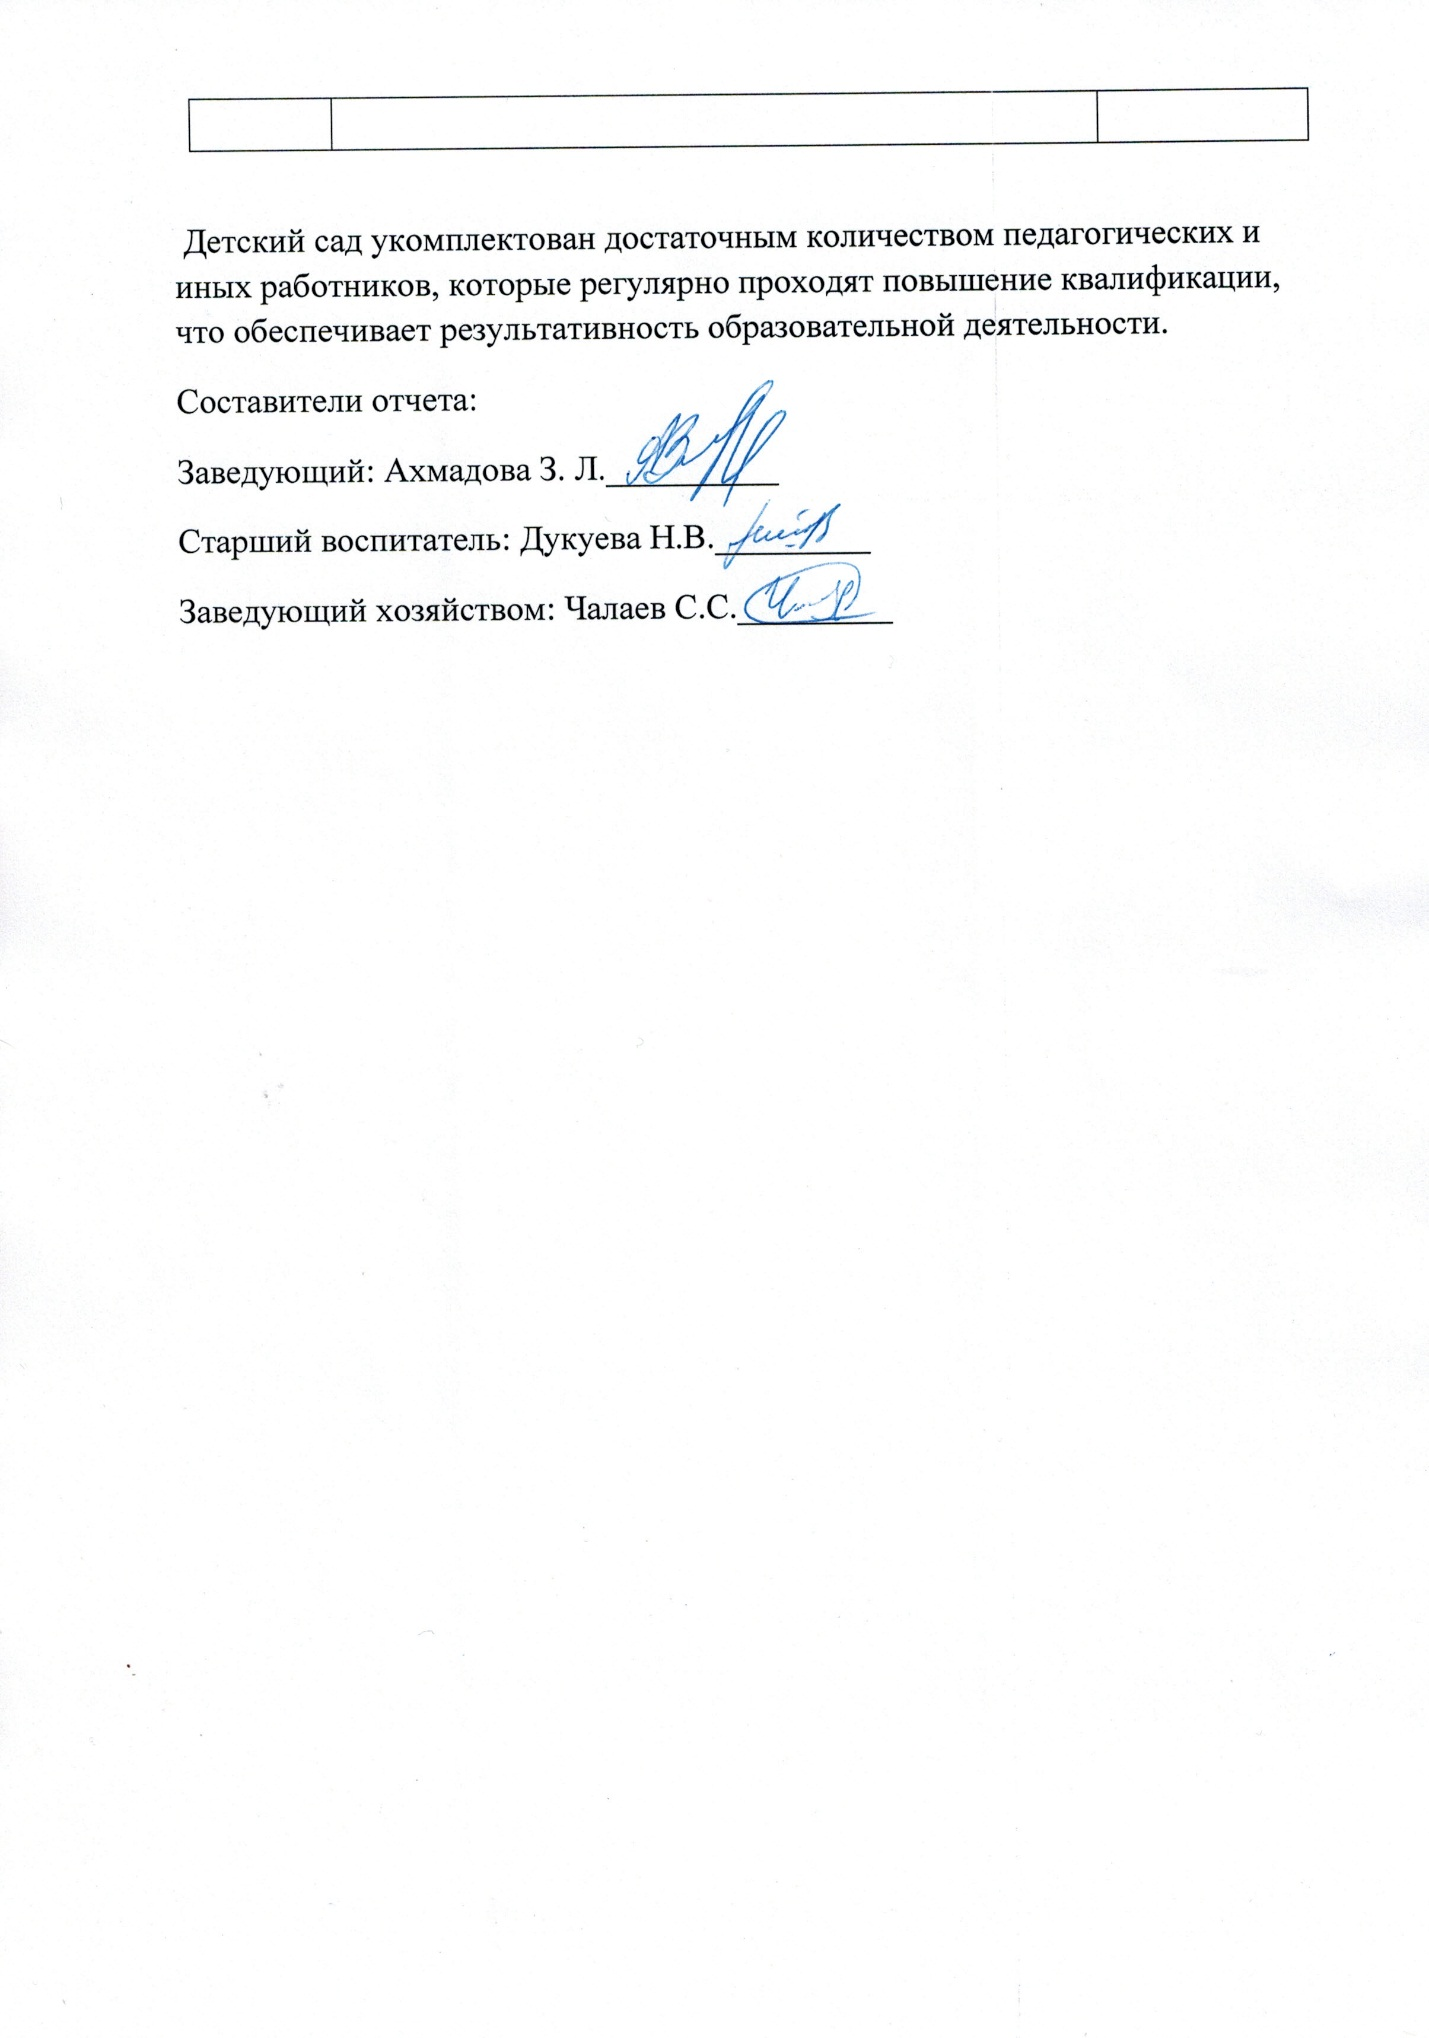 Детский сад укомплектован достаточным количеством педагогических и
иных работников, которые регулярно проходят повышение квалификации,
что обеспечивает результативность образовательной деятельности.
Составители отчета:
Заведующий: Ахмадова З. Л.
Старший воспитатель: Дукуева Н.В.
Заведующий хозяйством: Чалаев С.С.